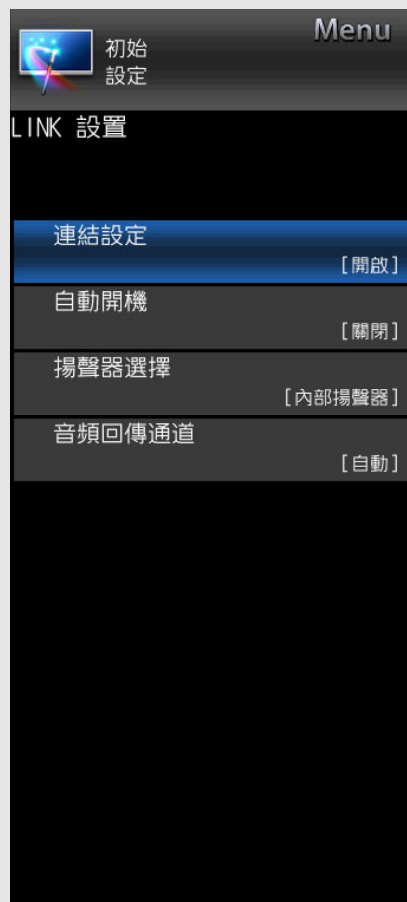 Menu
初始
設定
LINK 設置
連結設定
[開啟]
自動開機
[關閉]
揚聲器選擇
[內部揚聲器]
音頻回傳通道
[自動]